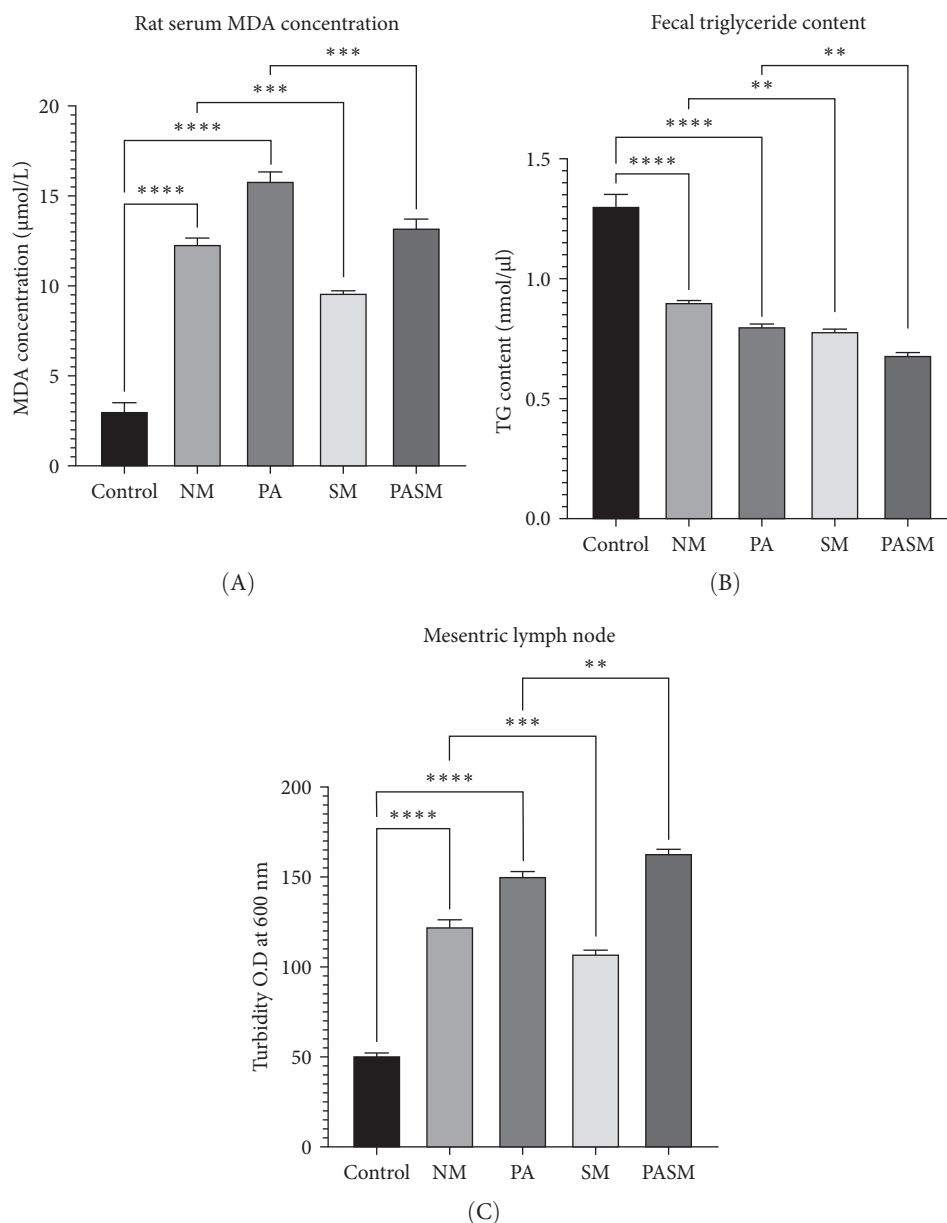 Rat serum MDA concentration
***
***
****
****
20
15
10
5
0
MDA concentration (µmol/L)
Control NM PA SM PASM
(A)
Fecal triglyceride content
**
**
****
****
1.5
1.0
0.5
0.0
TG content (nmol/µl)
Control NM PA SM PASM
(B)
Mesentric lymph node
**
***
****
****
200
150
100
50
0
Turbidity O.D at 600 nm
Control NM PA SM PASM
(C)